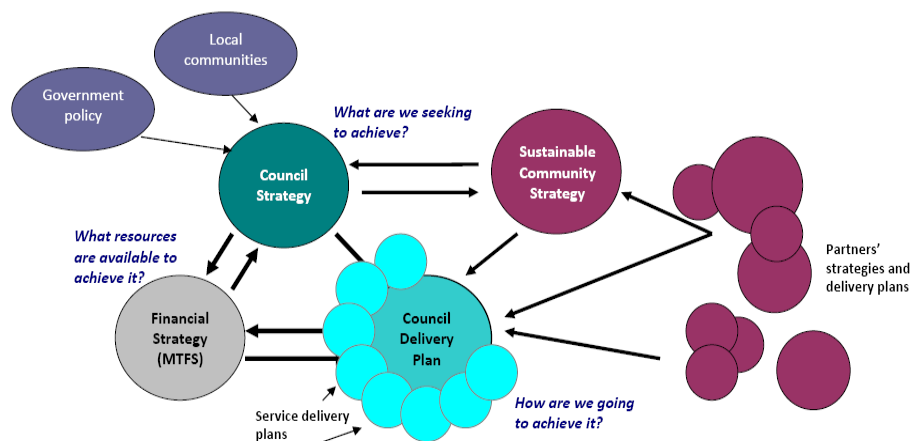 Local
communities
Government
policy
What are we seeking
to achieve?
Council
Strategy
Sustainable
Community
Strategy
What resources
are available to
achieve it?
Partners'
strategies and
delivery plans
Financial
Strategy
(MTFS)
Council
Delivery
Plan
How are we going
to achieve it?
Service delivery
plans